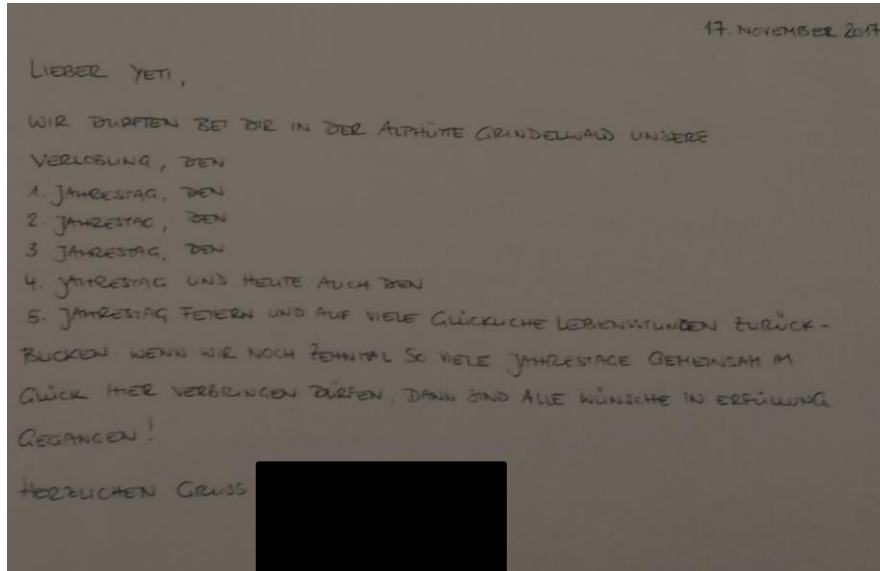 17. NOVEMBER 2017
LIEBER YETI,
WIR DURFTEN BEI DIR IN DER ALPHÜTTE GRINDELWALD UNSERE
VERLOBUNG, DEN
1. JAHRESTAG, DEN
2. JAHRESTAG, DEN
3 JAHRESTAG, DEN
4. JAHRESTAG UND HEUTE AUCH DEN
5. JAHRESTAG FEIERN UND AUF VIELE GLÜCKLICHE LEBENSSTUNDEN ZURÜCK-
BLICKEN. WENN WIR NOCH ZEHNMAL SO VIELE JAHRESTAGE GEMEINSAM IM
GLÜCK HIER VERBRINGEN DÜRFEN, DANN SIND ALLE WÜNSCHE IN ERFÜLLUNG
GEGANGEN!
HERZLICHEN GRUSS